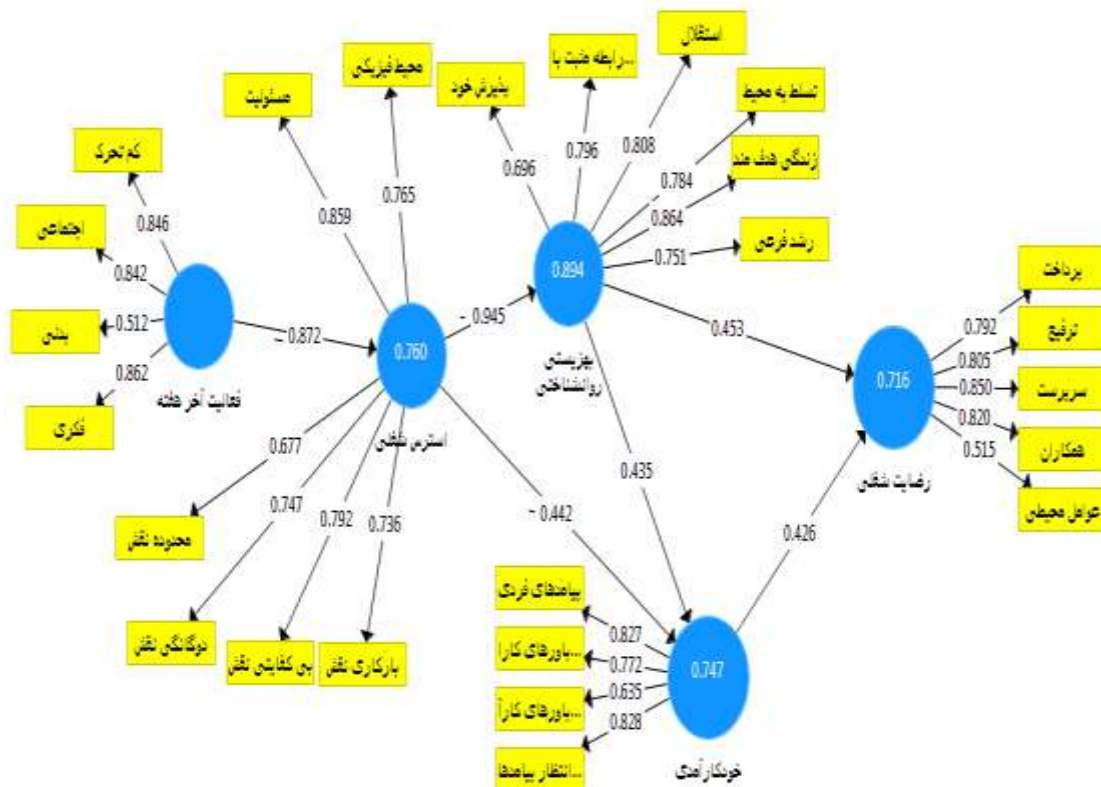 استقلال
محیط فیزیکی
رابطه مثبت با...
پذیرش خود
تسلط به محیط
مسئولیت
کم تحرک
0.808
0.796
0.784
زندگی هدف مند
0.765
0.696
0.864
0.846
0.859
رشد فرعی
0.751
اجتماعی
0.842
0.894
پرداخت
0.792
بدنی
0.512
~ 0.872
~ 0.945
0.453
ترفیع
0.805
0.862
0.760
بهزیستی
روانشناختی
0.716
سرپرست
0.850
فکری
فعالیت آخر هفته
استرس شغلی
همکاران
0.820
0.515
0.677
0.435
رضایت شغلی
عوامل محیطی
0.747
0.792
0.736
~ 0.442
0.426
محدوده نقش
پیامدهای فردی
0.827
دوگانگی نقش
بی کفایتی نقش
بارکاری نقش
باورهای کارا...
0.772
0.747
0.635
باورهای کارآ...
0.828
انتظار پیامدها...
خودکارآمدی